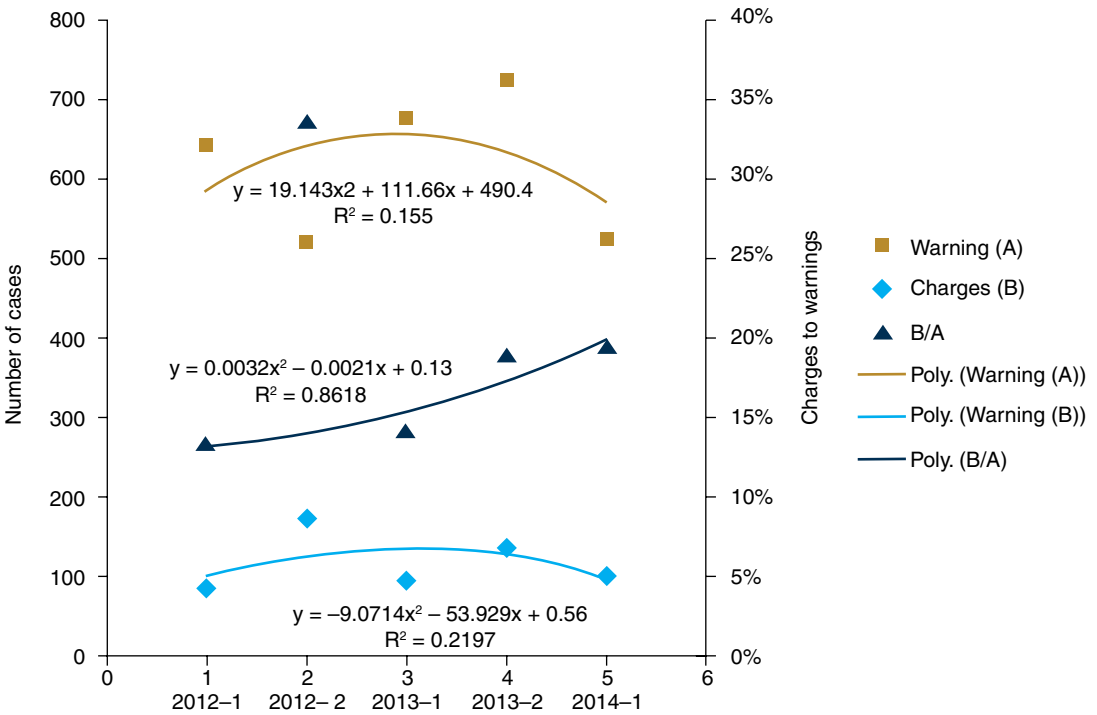 800
700
600
500
400
300
200
100
0
Number of cases
40%
35%
30%
25%
20%
15%
10%
5%
0%
Charges to warnings
y = 19.143x2 + 111.66x + 490.4
R² = 0.155
y = 0.0032x² – 0.0021x + 0.13
R² = 0.8618
y = –9.0714x² – 53.929x + 0.56
R² = 0.2197
0 1 2 3 4 5 6
2012–1 2012– 2 2013–1 2013–2 2014–1
Warning (A)
Charges (B)
B/A
Poly. (Warning (A))
Poly. (Warning (B))
Poly. (B/A)